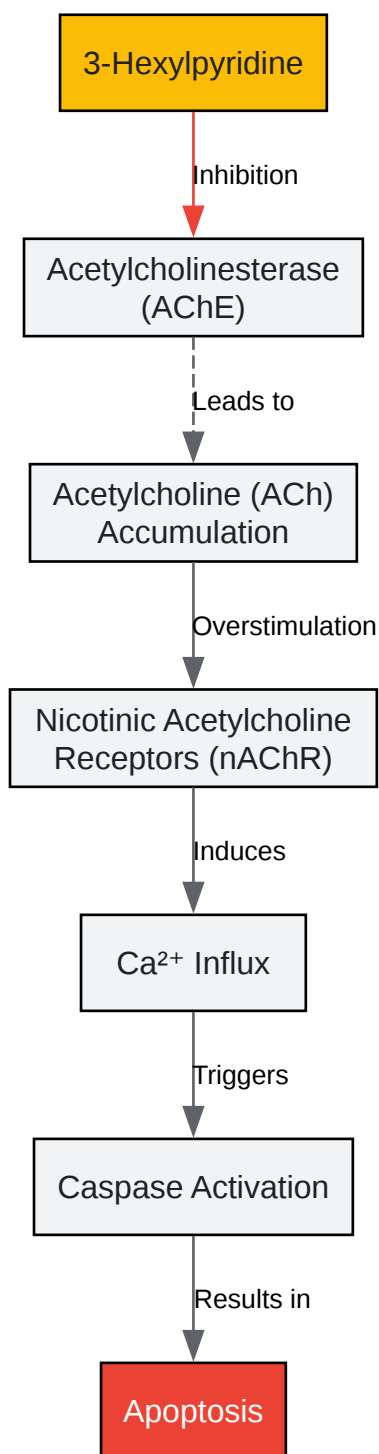 3-Hexylpyridine
Inhibition
Acetylcholinesterase
(AChE)
Leads to
Acetylcholine (ACh)
Accumulation
Overstimulation
Nicotinic Acetylcholine
Receptors (nAChR)
Induces
Ca²⁺ Influx
Triggers
Caspase Activation
Results in
Apoptosis